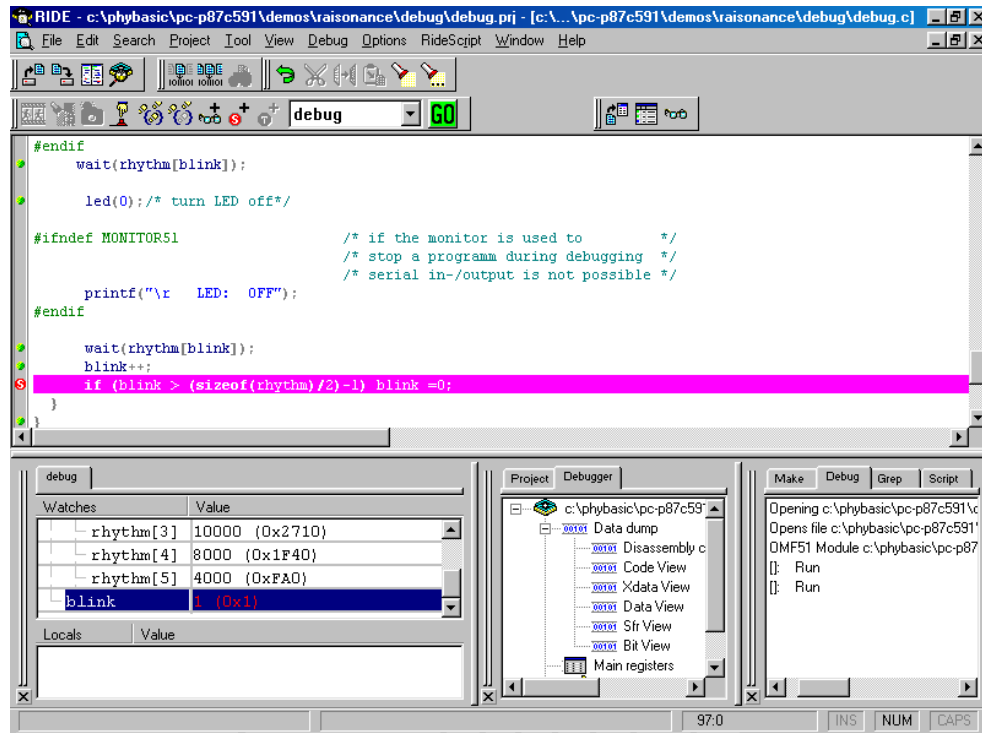 RIDE - c:\phybasic\pc-p87c591\demos\raisonance\debug\debug.prj - [c:\...\pc-p87c591\demos\raisonance\debug\debug.c]
File Edit Search Project Tool View Debug Options RideScript Window Help
debug GO
#endif
wait(rhythm[blink]);
led(0);/* turn LED off*/
#ifndef MONITOR51 /* if the monitor is used to */
/* stop a programm during debugging */
/* serial in-/output is not possible */
printf("\r LED: OFF");
#endif
wait(rhythm[blink]);
blink++;
S if (blink > (sizeof(rhythm)/2)-1) blink =0;
}
}
debug
Watches Value
rhythm[3] 10000 (0x2710)
rhythm[4] 8000 (0x1F40)
rhythm[5] 4000 (0xFA0)
blink 1 (0x1)
Locals Value
Project Debugger
c:\phybasic\pc-p87c59
Data dump
Disassembly c
Code View
Xdata View
Data View
Sfr View
Bit View
Main registers
Make Debug Grep Script
Opening c:\phybasic\pc-p87c591\c
Opens file c:\phybasic\pc-p87c591'
OMF51 Module c:\phybasic\pc-p87
[]: Run
[]: Run
97:0 INS NUM CAPS